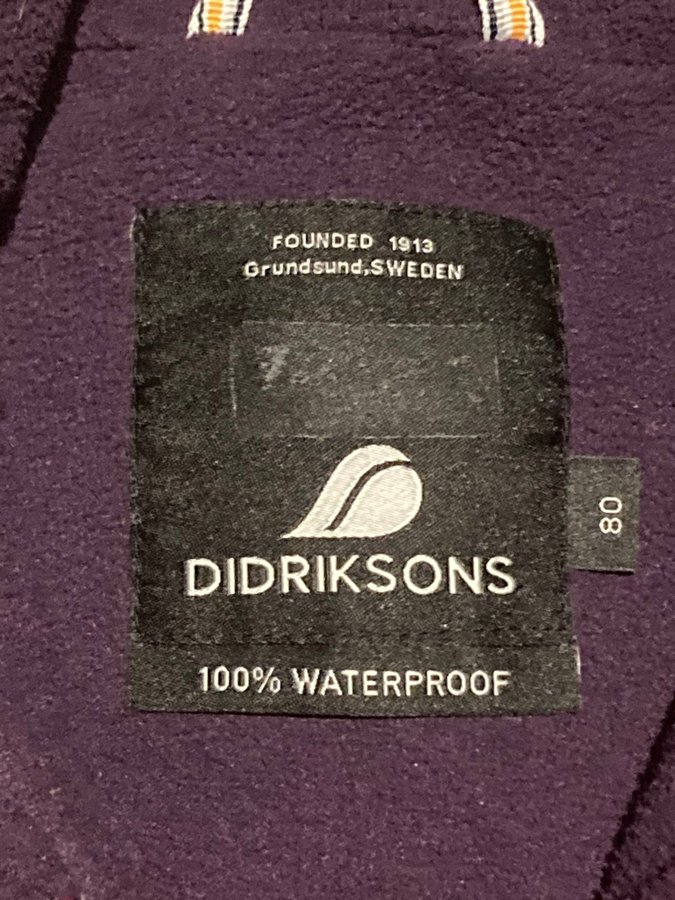 FOUNDED 1913
Grundsund,SWEDEN
DIDRIKSONS
80
100% WATERPROOF